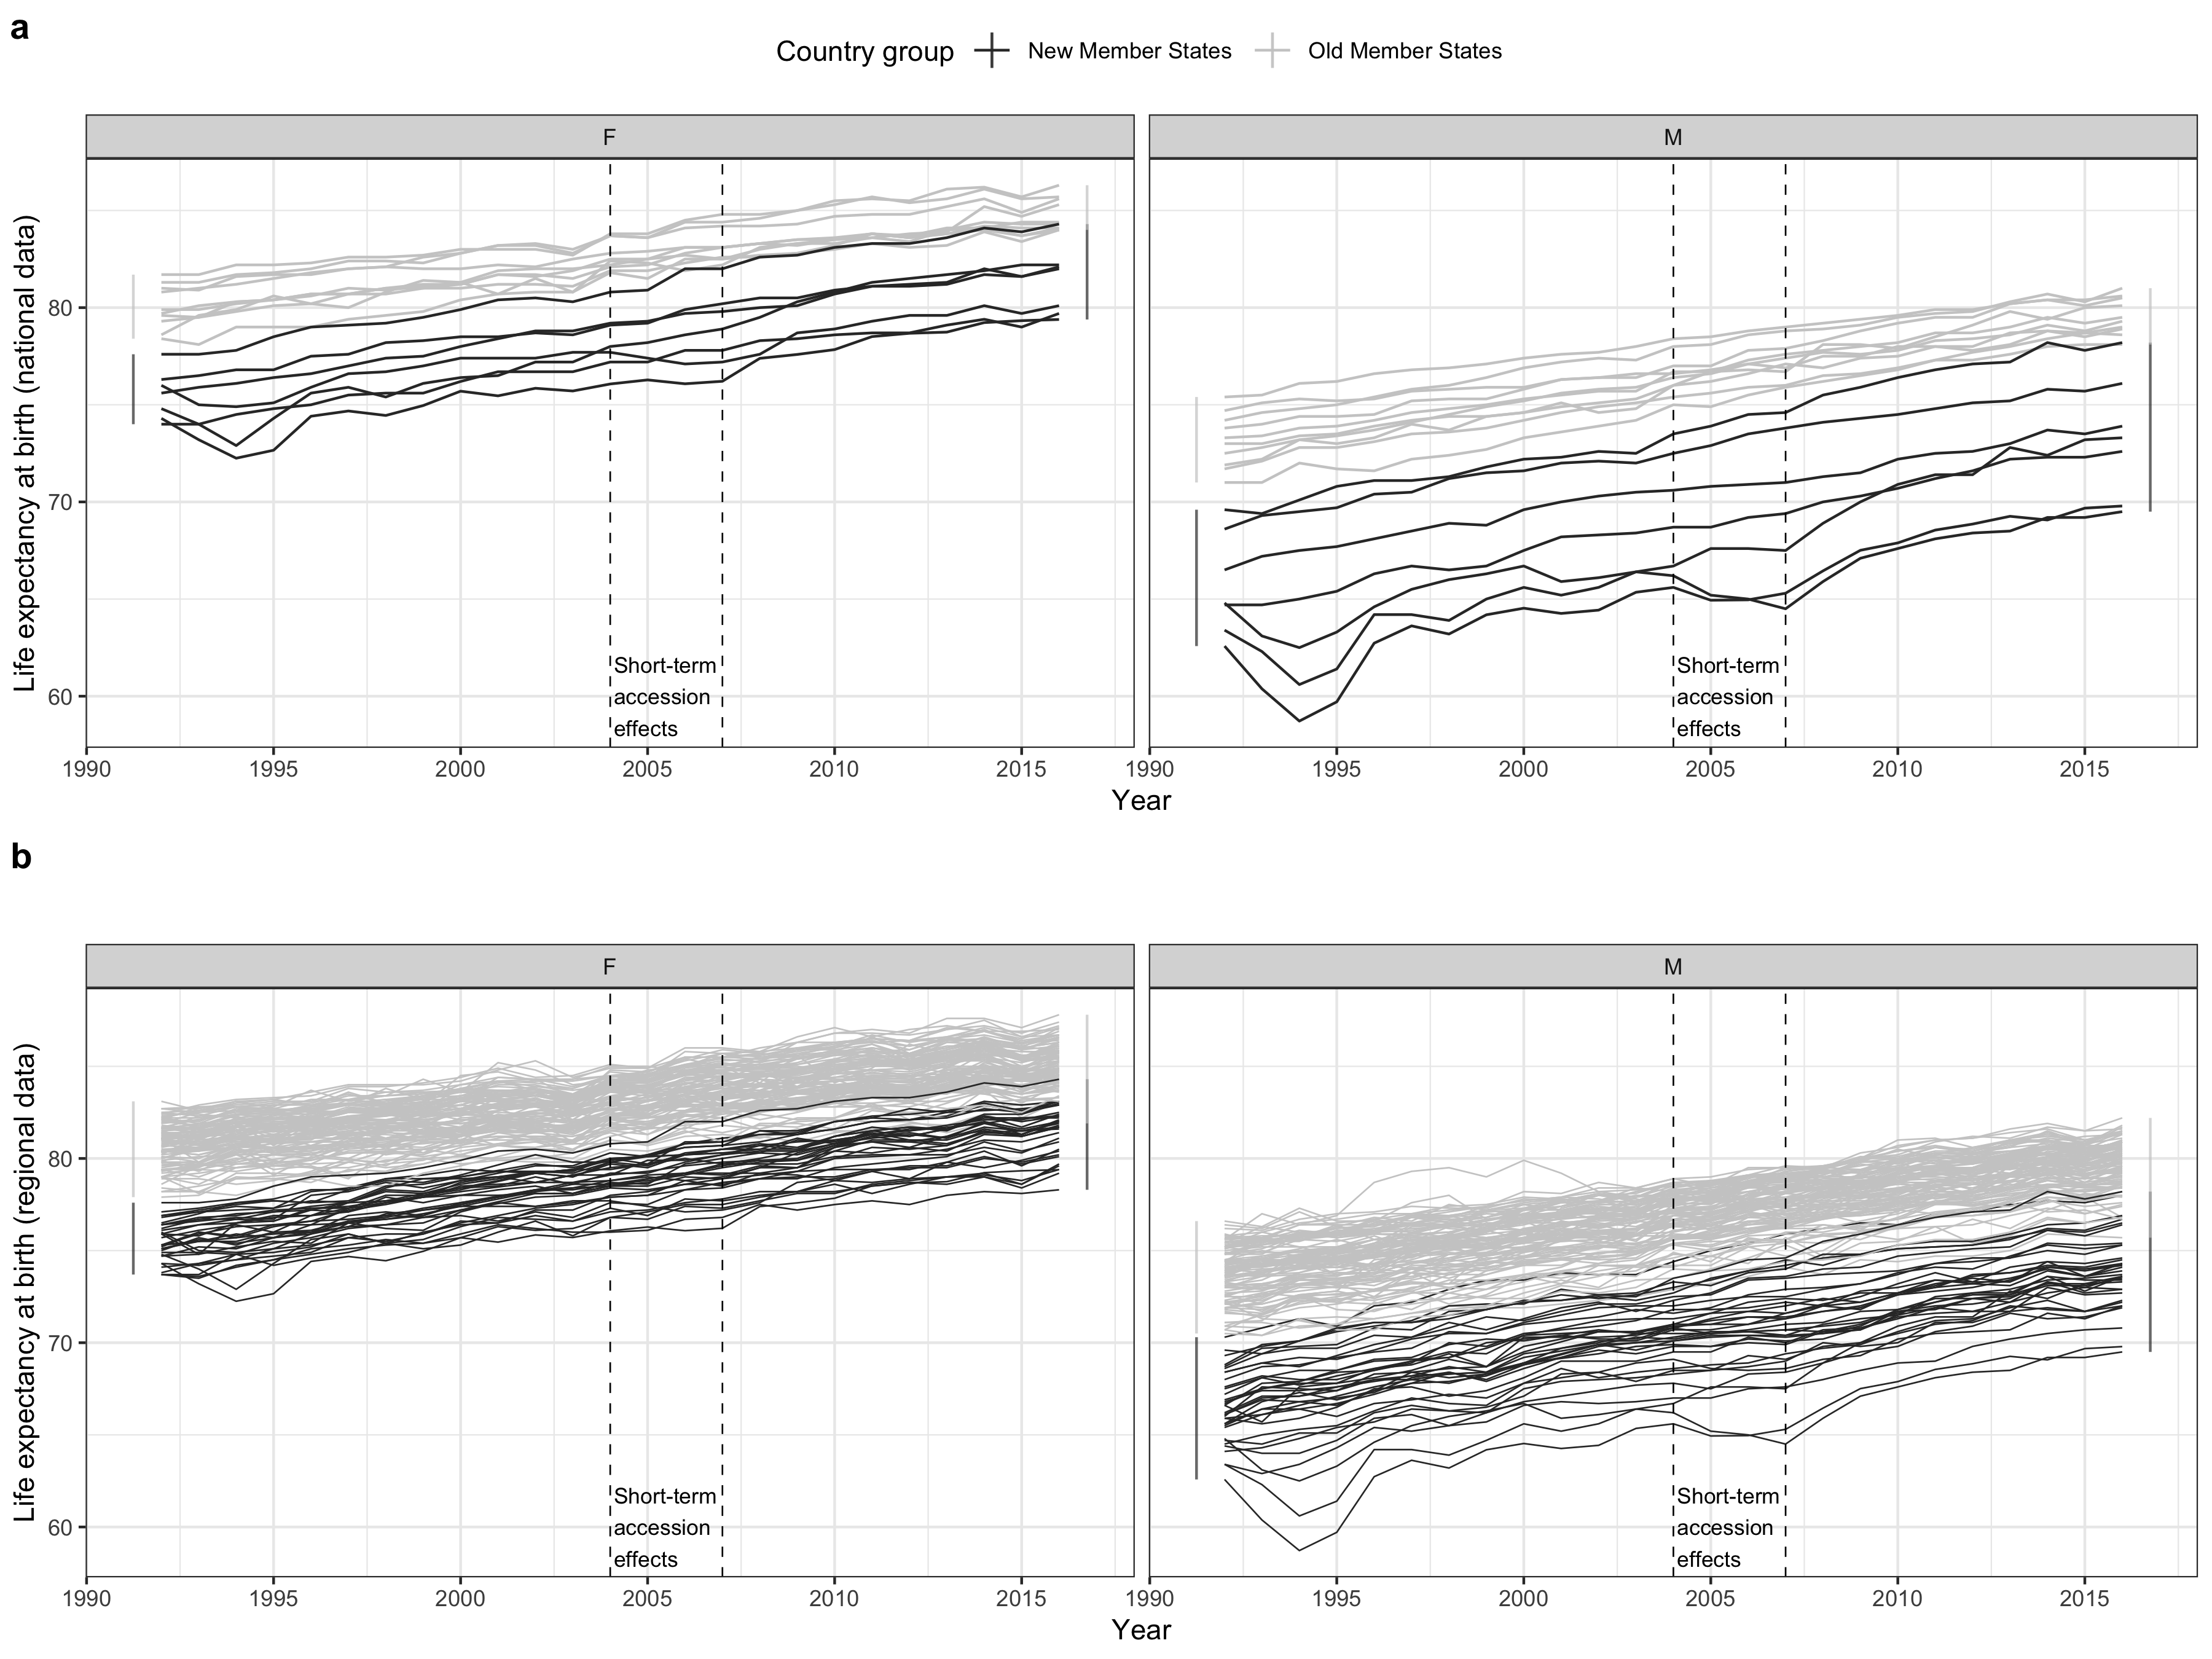 a
Country group New Member States Old Member States
F M
Life expectancy at birth (national data)
80
70
60
Short-term
accession
effects
Short-term
accession
effects
1990 1995 2000 2005 2010 2015 1990 1995 2000 2005 2010 2015
Year
b
F M
Life expectancy at birth (regional data)
80
70
60
Short-term
accession
effects
Short-term
accession
effects
1990 1995 2000 2005 2010 2015 1990 1995 2000 2005 2010 2015
Year